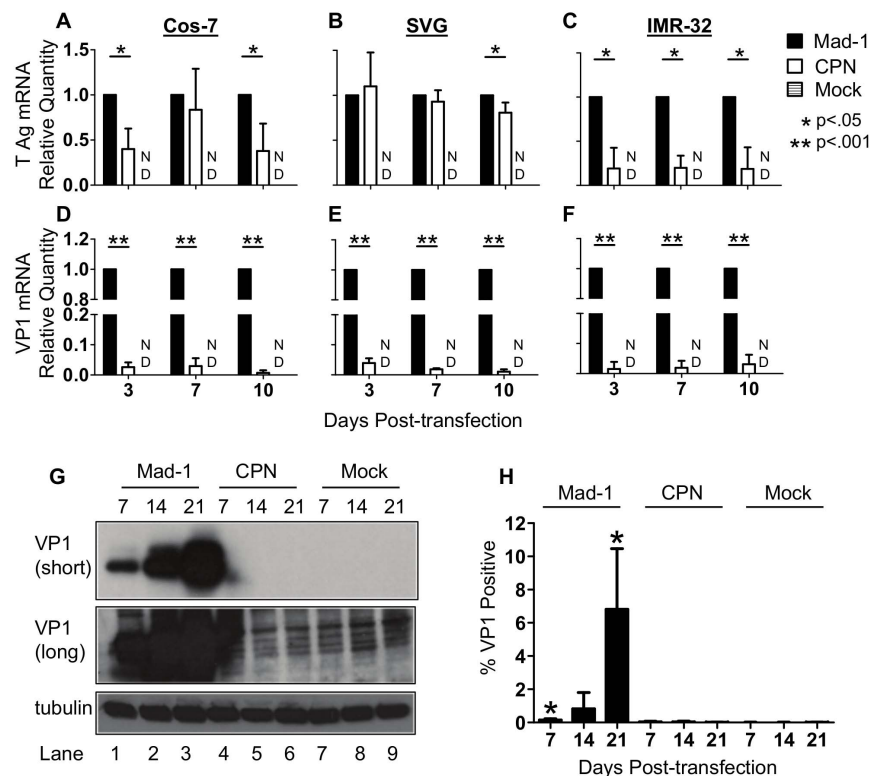 A Cos-7 B SVG C IMR-32
Mad-1
CPN
Mock
* p<.05
** p<.001
T Ag mRNA
Relative Quantity
1.5
1.0
0.5
0.0
* *
*
* * *
N D N D N D
N D N D N D
N D N D N D
D E F
VP1 mRNA
Relative Quantity
1.2
1.0
0.8
0.2
0.1
0.0
** ** ** ** ** ** ** ** **
N D N D N D
N D N D N D
N D N D N D
3 7 10 3 7 10 3 7 10
Days Post-transfection
G
Mad-1 CPN Mock
7 14 21 7 14 21 7 14 21
VP1
(short)
VP1
(long)
tubulin
Lane 1 2 3 4 5 6 7 8 9
H
Mad-1 CPN Mock
% VP1 Positive
12
10
8
6
4
2
0
* *
7 14 21 7 14 21 7 14 21
Days Post-transfection